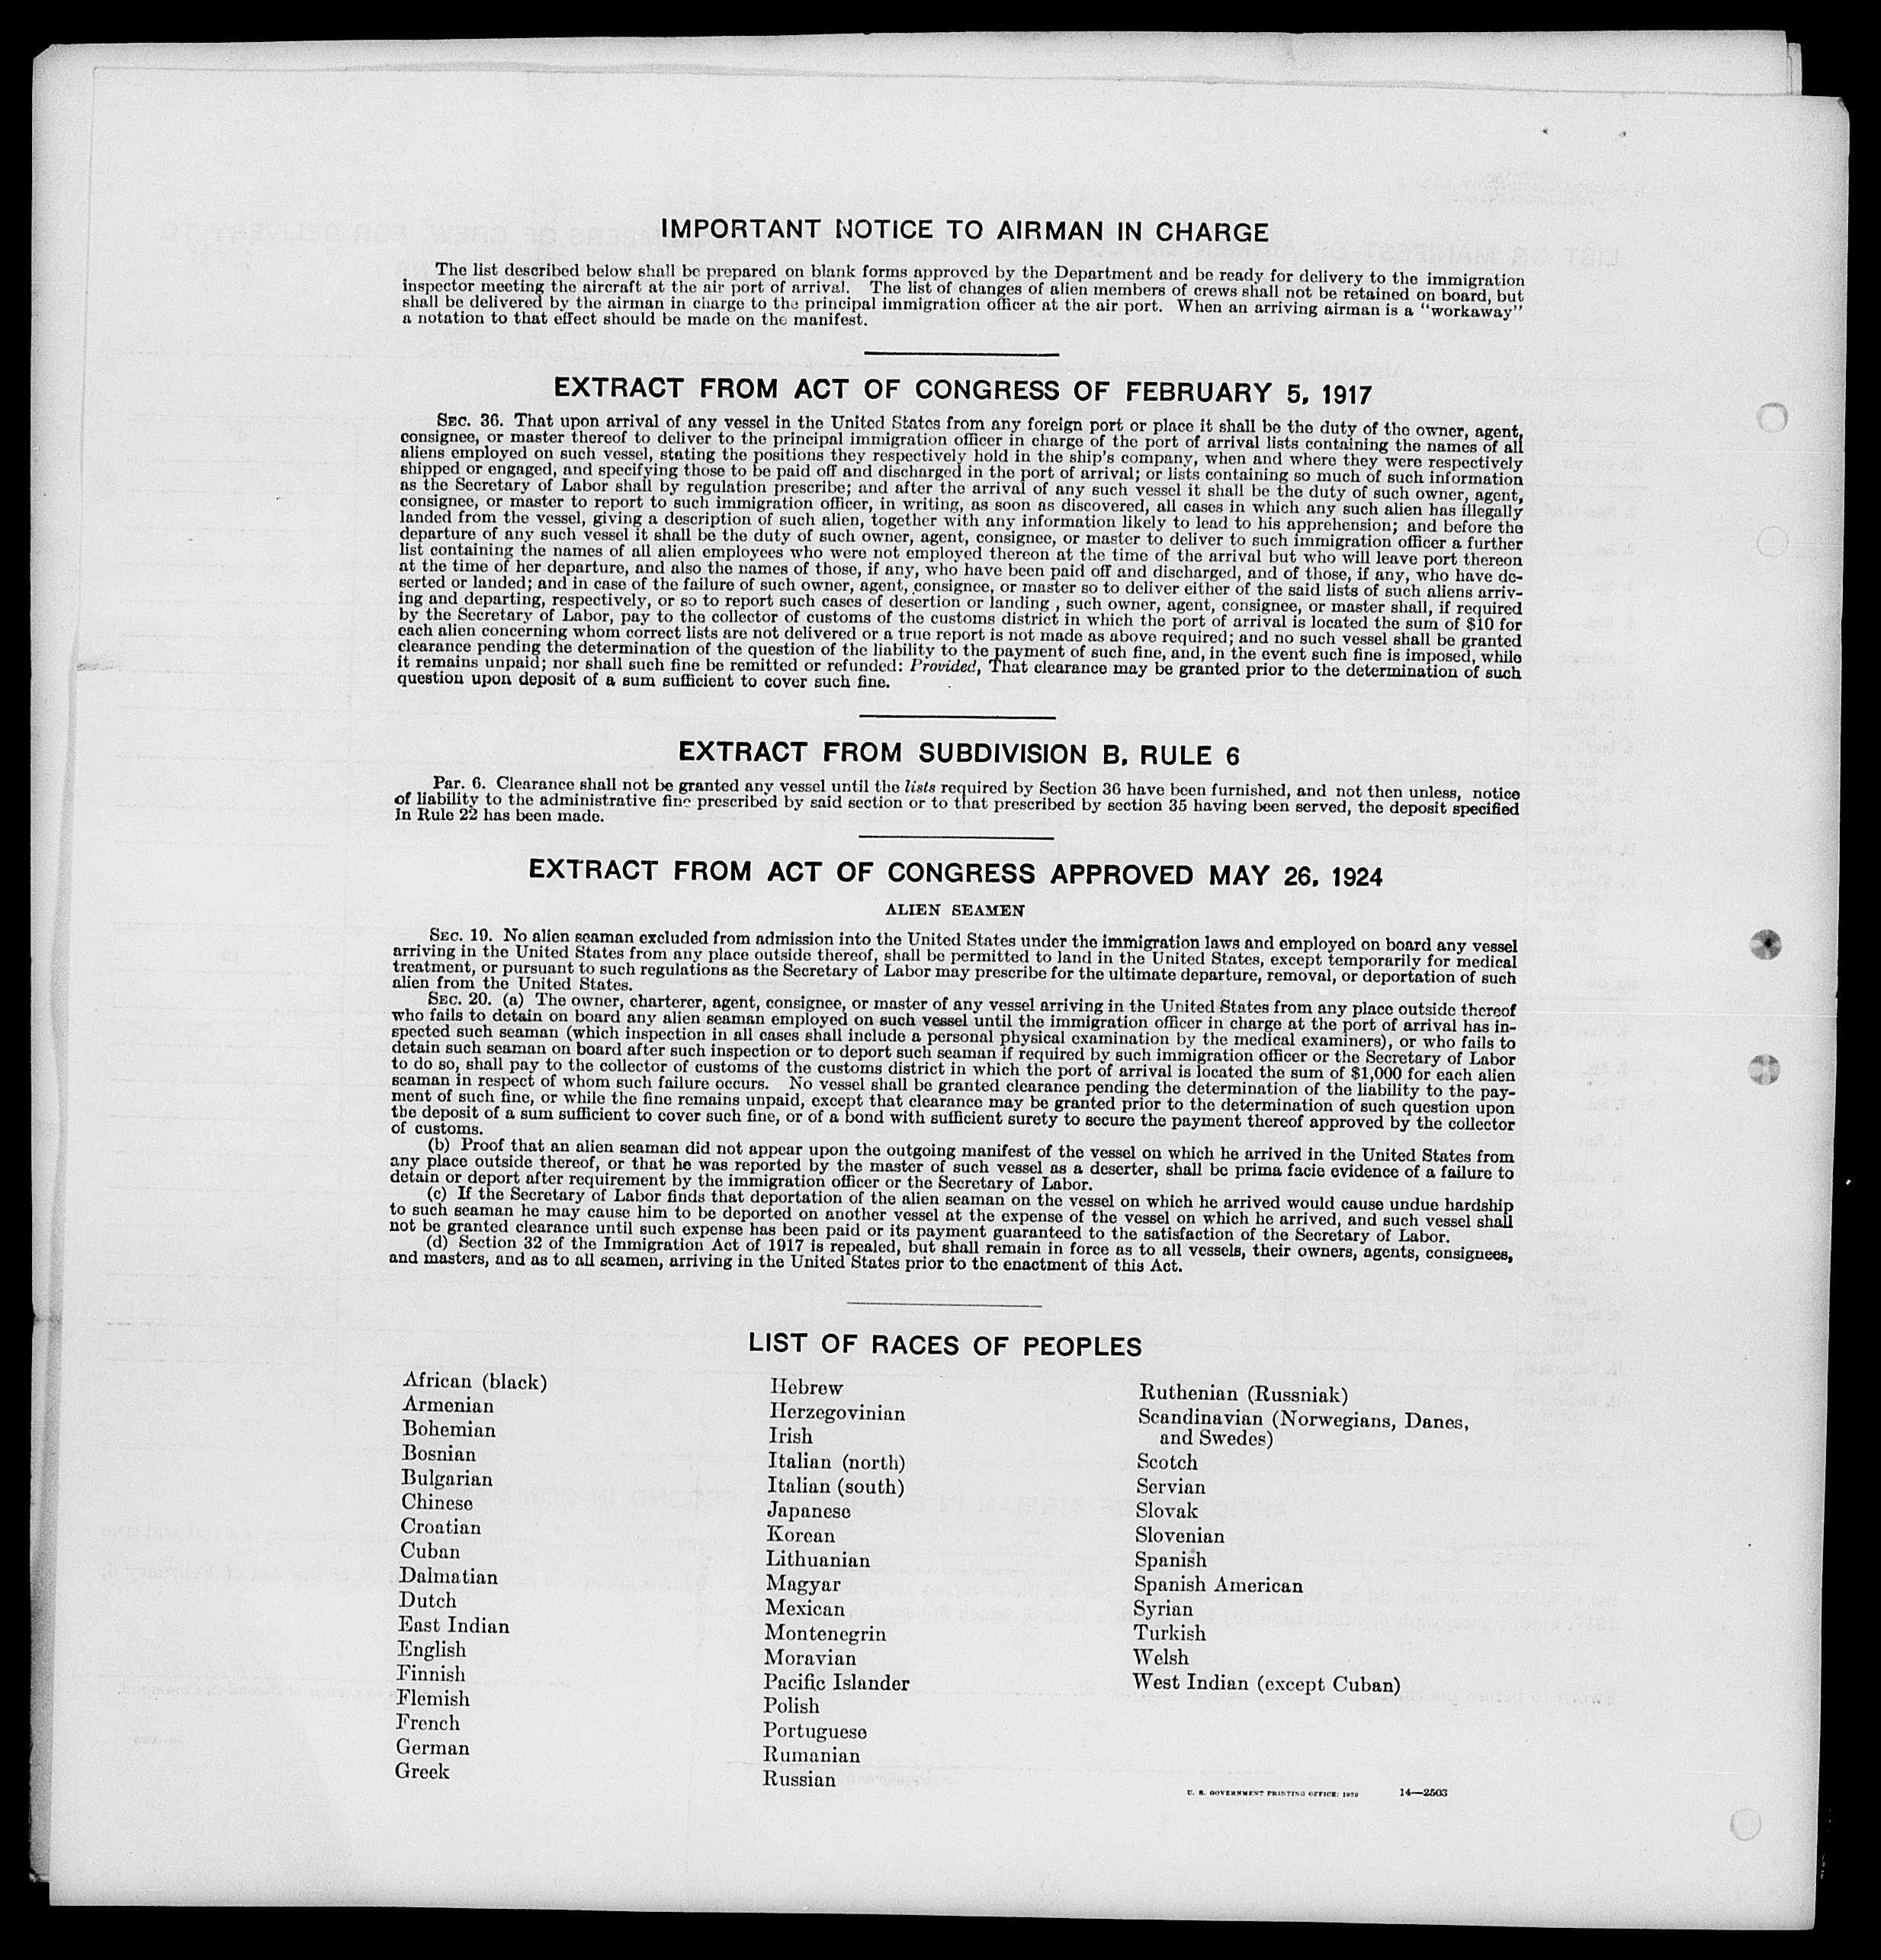 IMPORTANT NOTICE TO AIRMAN IN CHARGE
The list described below shall be prepared on blank forms approved by the Department and be ready for delivery to the immigration
inspector meeting the aircraft at the air port of arrival. The list of changes of alien members of crews shall not be retained on board, but
shall be delivered by the airman in charge to the principal immigration officer at the air port. When an arriving airman is a "workaway"
a notation to that effect should be made on the manifest.
EXTRACT FROM ACT OF CONGRESS OF FEBRUARY 5, 1917
SEC. 36. That upon arrival of any vessel in the United States from any foreign port or place it shall be the duty of the owner, agent,
consignee, or master thereof to deliver to the principal immigration officer in charge of the port of arrival lists containing the names of all
aliens employed on such vessel, stating the positions they respectively hold in the ship's company, when and where they were respectively
shipped or engaged, and specifying those to be paid off and discharged in the port of arrival; or lists containing so much of such information
as the Secretary of Labor shall by regulation prescribe; and after the arrival of any such vessel it shall be the duty of such owner, agent,
consignee, or master to report to such immigration officer, in writing, as soon as discovered, all cases in which any such alien has illegally
landed from the vessel, giving a description of such alien, together with any information likely to lead to his apprehension; and before the
departure of any such vessel it shall be the duty of such owner, agent, consignee, or master to deliver to such immigration officer a further
list containing the names of all alien employees who were not employed thereon at the time of the arrival but who will leave port thereon
at the time of her departure, and also the names of those, if any, who have been paid off and discharged, and of those, if any, who have de-
serted or landed; and in case of the failure of such owner, agent, consignee, or master so to deliver either of the said lists of such aliens arriv-
ing and departing, respectively, or so to report such cases of desertion or landing , such owner, agent, consignee, or master shall, if required
by the Secretary of Labor, pay to the collector of customs of the customs district in which the port of arrival is located the sum of $10 for
each alien concerning whom correct lists are not delivered or a true report is not made as above required; and no such vessel shall be granted
clearance pending the determination of the question of the liability to the payment of such fine, and, in the event such fine is imposed, while
it remains unpaid; nor shall such fine be remitted or refunded: Provided, That clearance may be granted prior to the determination of such
question upon deposit of a sum sufficient to cover such fine.
EXTRACT FROM SUBDIVISION B, RULE 6
Par. 6. Clearance shall not be granted any vessel until the lists required by Section 36 have been furnished, and not then unless, notice
of liability to the administrative fine prescribed by said section or to that prescribed by section 35 having been served, the deposit specified
in Rule 22 has been made.
EXTRACT FROM ACT OF CONGRESS APPROVED MAY 26, 1924
ALIEN SEAMEN
SEC. 19. No alien seaman excluded from admission into the United States under the immigration laws and employed on board any vessel
arriving in the United States from any place outside thereof, shall be permitted to land in the United States, except temporarily for medical
treatment, or pursuant to such regulations as the Secretary of Labor may prescribe for the ultimate departure, removal, or deportation of such
alien from the United States.
SEC. 20. (a) The owner, charterer, agent, consignee, or master of any vessel arriving in the United States from any place outside thereof
who fails to detain on board any alien seaman employed on such vessel until the immigration officer in charge at the port of arrival has in-
spected such seaman (which inspection in all cases shall include a personal physical examination by the medical examiners), or who fails to
detain such seaman on board after such inspection or to deport such seaman if required by such immigration officer or the Secretary of Labor
to do so, shall pay to the collector of customs of the customs district in which the port of arrival is located the sum of $1,000 for each alien
seaman in respect of whom such failure occurs. No vessel shall be granted clearance pending the determination of the liability to the pay-
ment of such fine, or while the fine remains unpaid, except that clearance may be granted prior to the determination of such question upon
the deposit of a sum sufficient to cover such fine, or of a bond with sufficient surety to secure the payment thereof approved by the collector
of customs.
(b) Proof that an alien seaman did not appear upon the outgoing manifest of the vessel on which he arrived in the United States from
any place outside thereof, or that he was reported by the master of such vessel as a deserter, shall be prima facie evidence of a failure to
detain or deport after requirement by the immigration officer or the Secretary of Labor.
(c) If the Secretary of Labor finds that deportation of the alien seaman on the vessel on which he arrived would cause undue hardship
to such seaman he may cause him to be deported on another vessel at the expense of the vessel on which he arrived, and such vessel shall
not be granted clearance until such expense has been paid or its payment guaranteed to the satisfaction of the Secretary of Labor.
(d) Section 32 of the Immigration Act of 1917 is repealed, but shall remain in force as to all vessels, their owners, agents, consignees,
and masters, and as to all seamen, arriving in the United States prior to the enactment of this Act.
LIST OF RACES OF PEOPLES
African (black)
Armenian
Bohemian
Bosnian
Bulgarian
Chinese
Croatian
Cuban
Dalmatian
Dutch
East Indian
English
Finnish
Flemish
French
German
Greek
Hebrew
Herzegovinian
Irish
Italian (north)
Italian (south)
Japanese
Korean
Lithuanian
Magyar
Mexican
Montenegrin
Moravian
Pacific Islander
Polish
Portuguese
Rumanian
Russian
Ruthenian (Russniak)
Scandinavian (Norwegians, Danes,
and Swedes)
Scotch
Servian
Slovak
Slovenian
Spanish
Spanish American
Syrian
Turkish
Welsh
West Indian (except Cuban)
U. S. GOVERNMENT PRINTING OFFICE: 14—2503